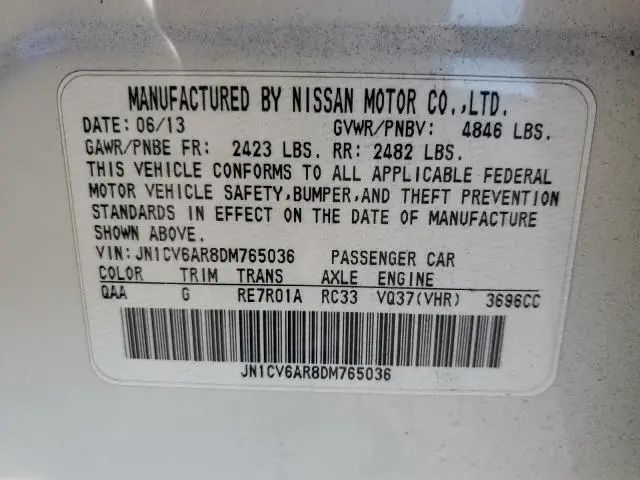 MANUFACTURED BY NISSAN MOTOR CO.,LTD.
DATE: 06/13 GVWR/PNBV: 4846 LBS.
GAWR/PNBE FR: 2423 LBS. RR: 2482 LBS.
THIS VEHICLE CONFORMS TO ALL APPLICABLE FEDERAL
MOTOR VEHICLE SAFETY,BUMPER,AND THEFT PREVENTION
STANDARDS IN EFFECT ON THE DATE OF MANUFACTURE
SHOWN ABOVE.
VIN:JN1CV6AR8DM765036 PASSENGER CAR
COLOR TRIM TRANS AXLE ENGINE
QAA G RE7R01A RC33 VQ37(VHR) 3696CC
JN1CV6AR8DM765036